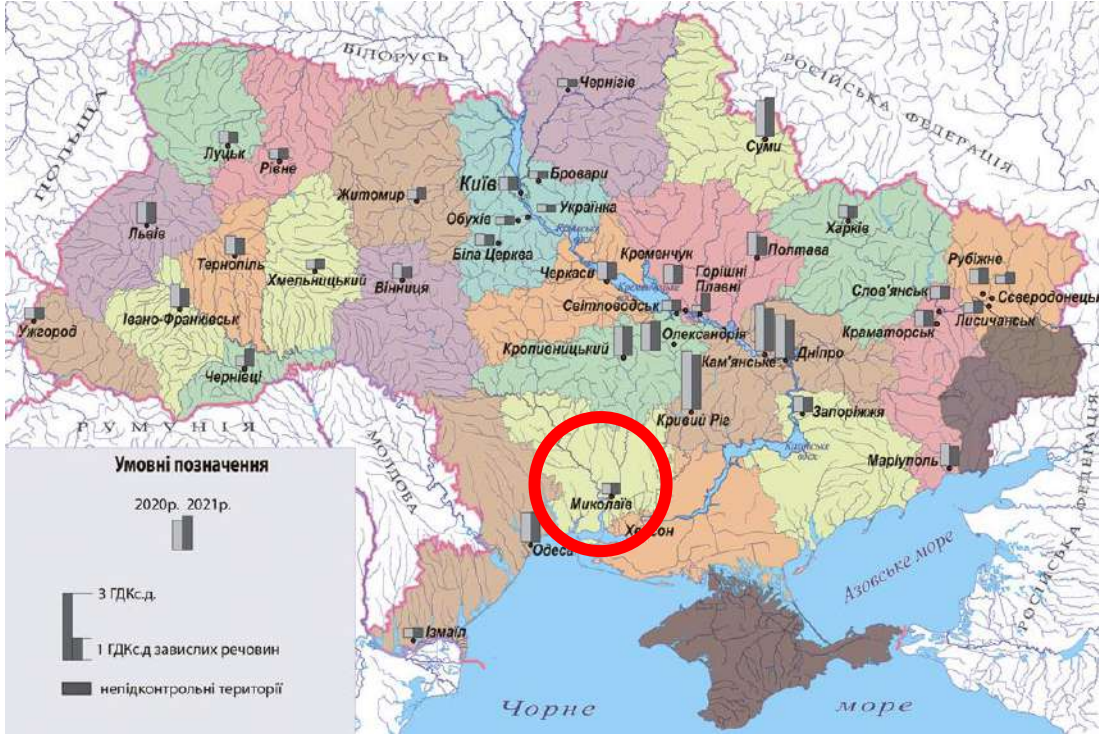 БІЛОРУСЬ
РОСІЙСЬКА ФЕДЕРАЦІЯ
ПОЛЬЩА
Чернігів
Суми
Луцьк
Рівне
Житомир
Київ
Бровари
Українка
Обухів
Біла Церква
Харків
Львів
Тернопіль
Хмельницький
Вінниця
Черкаси
Кременчук
Горішні
Плавні
Полтава
Рубіжне
Слов'янськ
Сєверодонецьк
Лисичанськ
Краматорськ
Світловодськ
Олександрія
Ужгород
Івано-Франківськ
Чернівці
Кропивницький
Кам'янське
Дніпро
Кривий Ріг
Запоріжжя
РУМУНІЯ
МОЛДОВА
Маріуполь
Миколаїв
Херсон
Одеса
Ізмаїл
Азовське море
РОСІЙСЬКА ФЕДЕРАЦІЯ
Чорне море
Умовні позначення
2020р. 2021р.
3 ГДКс.д.
1 ГДКс.д завислих речовин
непідконтрольні території